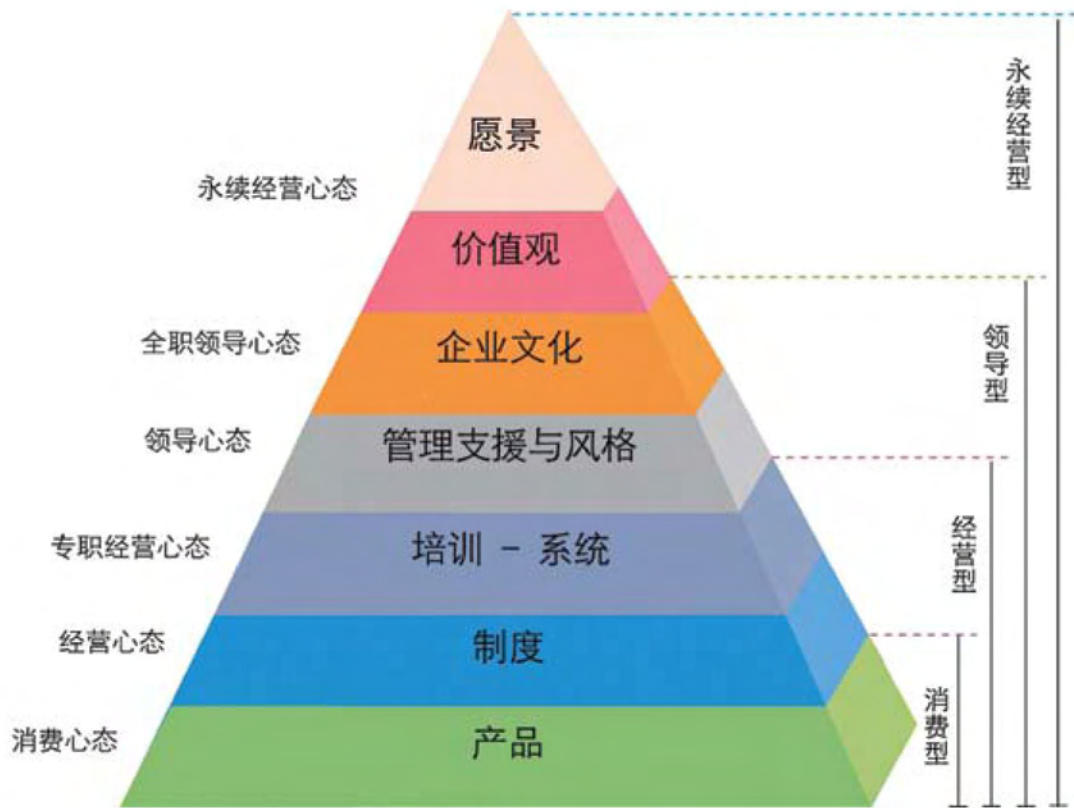 愿景
永续经营心态
价值观
全职领导心态
企业文化
领导心态
管理支援与风格
专职经营心态
培训 - 系统
经营心态
制度
消费心态
产品
永续经营型
领导型
经营型
消费型